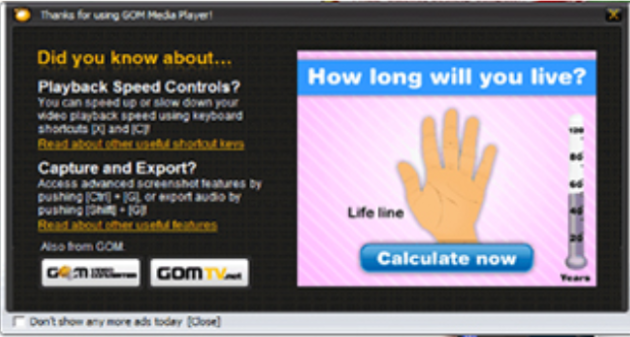 Thanks for using GOM Media Player!
X
Did you know about...
Playback Speed Controls?
You can speed up or slow down your
video playback speed using keyboard
shortcuts [X] and [C]!
Read about other useful shortcut keys
Capture and Export?
Access advanced screenshot features by
pushing [Ctrl] + [G], or export audio by
pushing [Shift] + [G]!
Read about other useful features
Also from GOM:
GOM
GOMTV.net
How long will you live?
100
80
60
40
20
Life line
Calculate now
Years
Don't show any more ads today [Close]